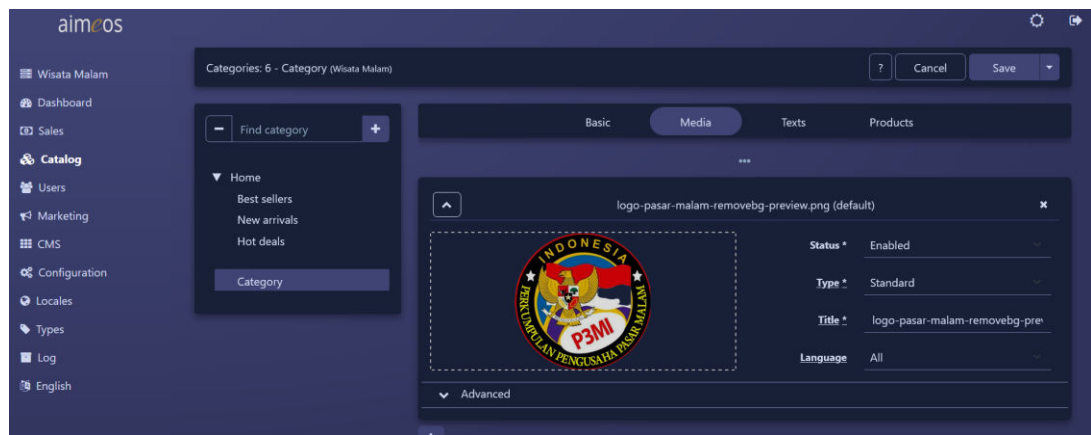 aimeos
Wisata Malam
Dashboard
Sales
Catalog
Users
Marketing
CMS
Configuration
Locales
Types
Log
English
Categories: 6 - Category (Wisata Malam)
?
Cancel
Save
Find category
Home
Best sellers
New arrivals
Hot deals
Category
Basic
Media
Texts
Products
logo-pasar-malam-removebg-preview.png (default)
INDONESIA
PERKUMPULAN PENGUSAHA PASAR MALAM
P3MI
Status *
Enabled
Type *
Standard
Title *
logo-pasar-malam-removebg-pre
Language
All
Advanced